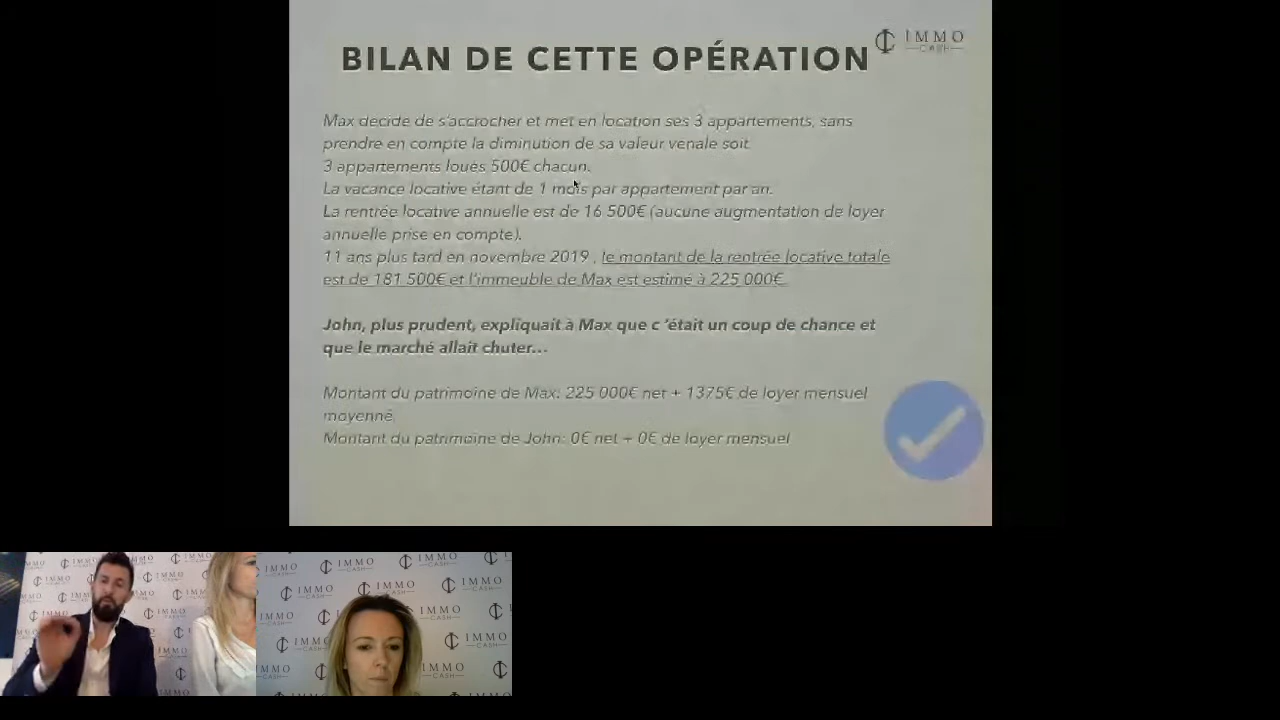 BILAN DE CETTE OPÉRATION
IMMO
CASH
Max décide de s'accrocher et met en location ses 3 appartements, sans
prendre en compte la diminution de sa valeur venale soit
3 appartements loués 500€ chacun.
La vacance locative étant de 1 mois par appartement par an.
La rentrée locative annuelle est de 16 500€ (aucune augmentation de loyer
annuelle prise en compte).
11 ans plus tard en novembre 2019 , le montant de la rentrée locative totale
est de 181 500€ et l'immeuble de Max est estimé à 225 000€.
John, plus prudent, expliquait à Max que c 'était un coup de chance et
que le marché allait chuter...
Montant du patrimoine de Max: 225 000€ net + 1375€ de loyer mensuel
moyenné
Montant du patrimoine de John: 0€ net + 0€ de loyer mensuel
IMMO
CASH